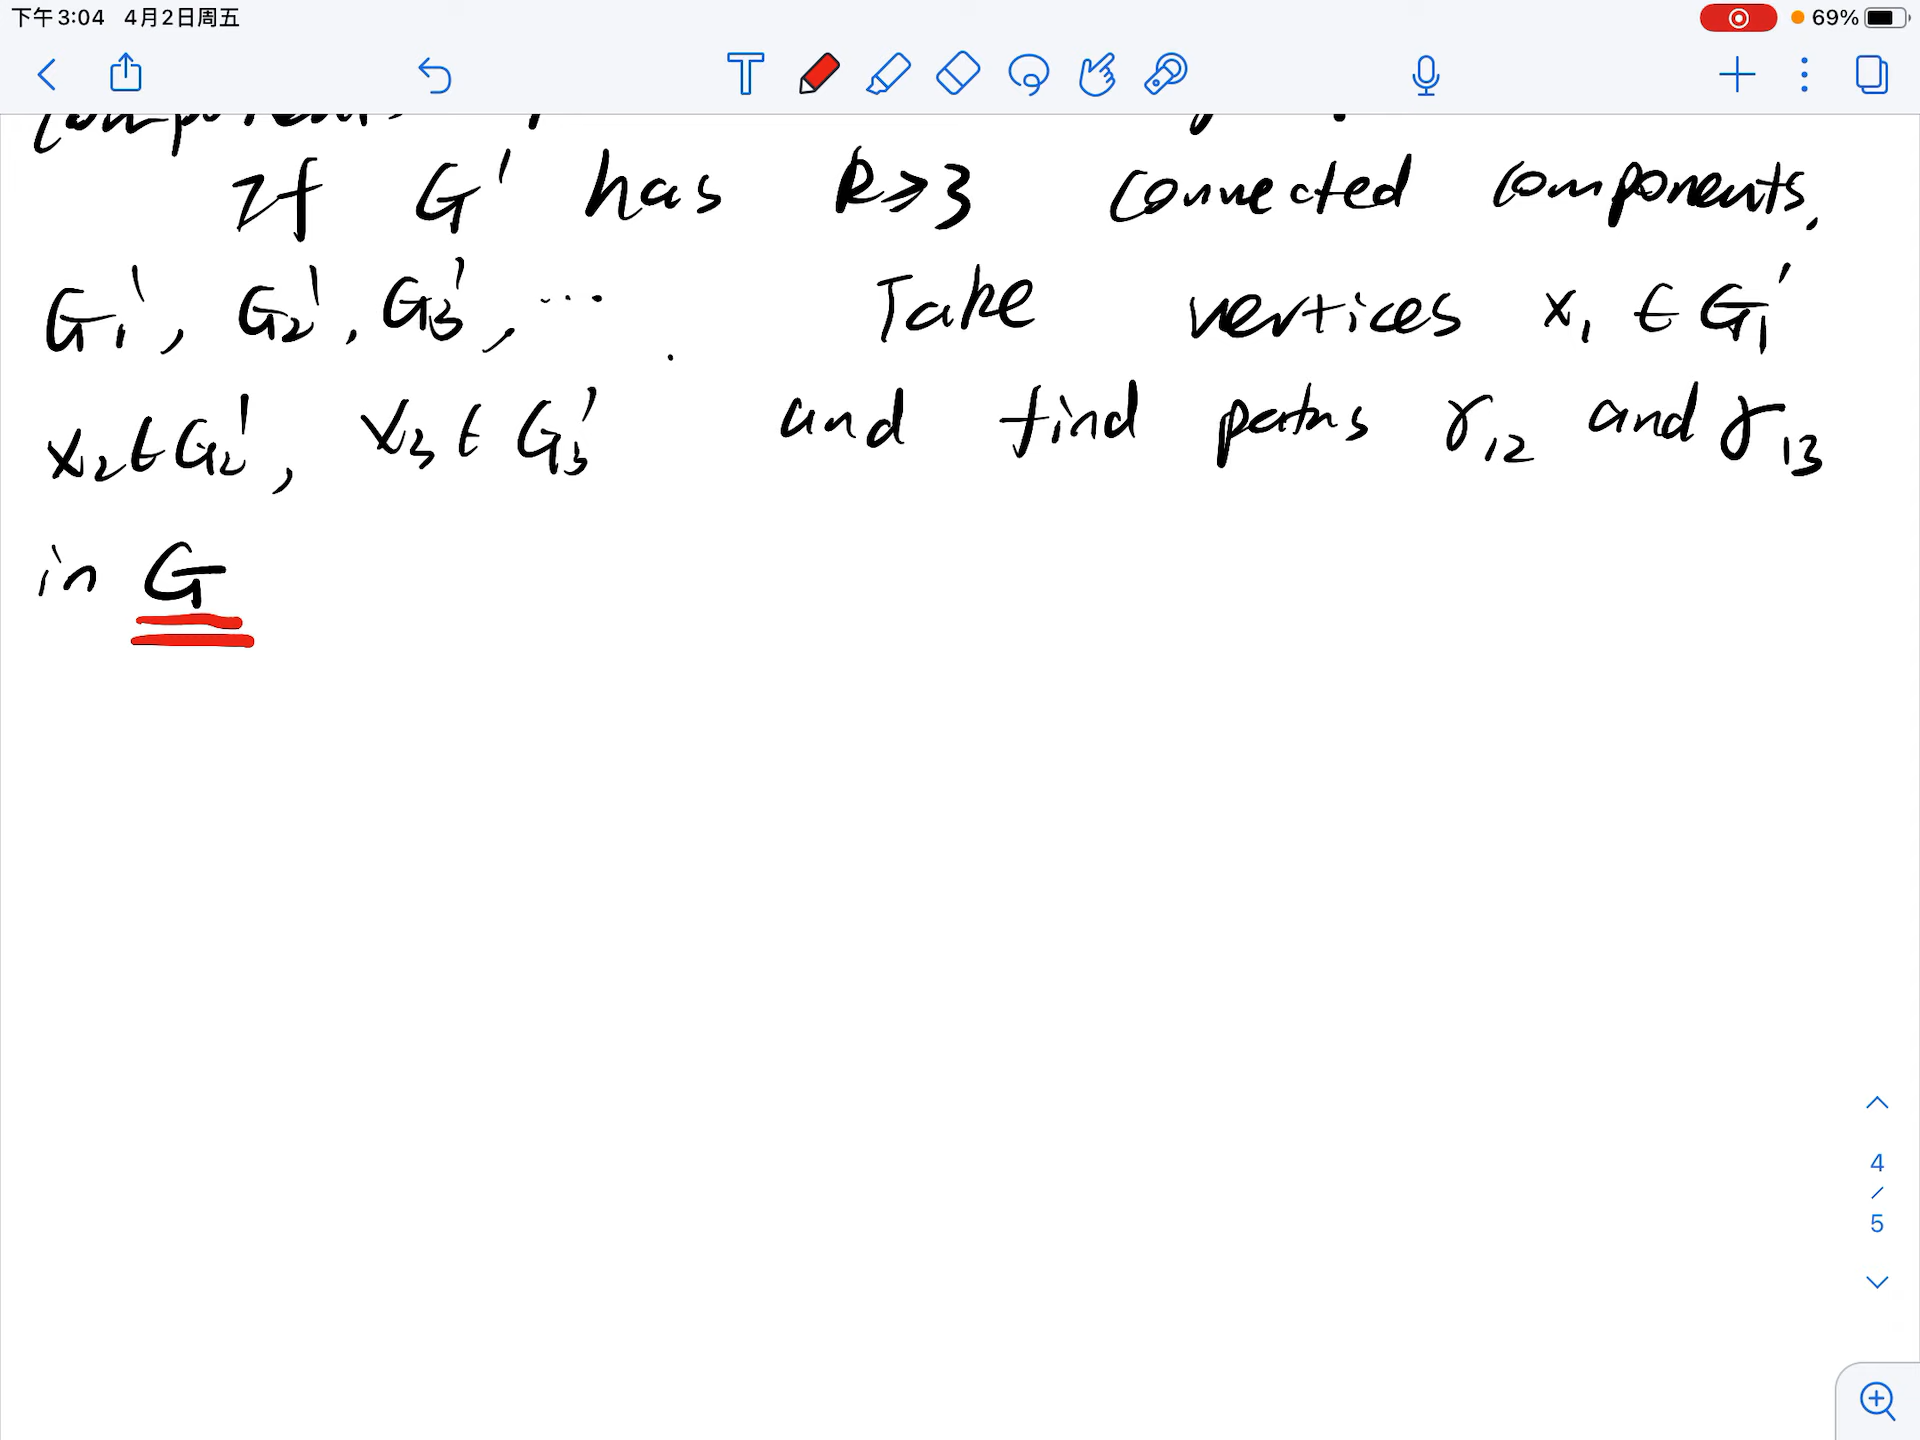 下午3:04 4月2日周五
69%
components
If G' has k⩾3 connected components.
G₁', G₂', G₃', ... . Take vertices x₁ ∈ G₁'
x₂∈G₂', x₃∈G₃' and find paths γ₁₂ and γ₁₃
in G
4
/
5